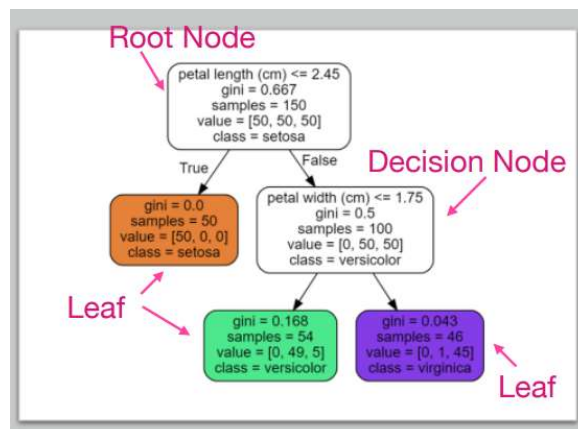 Root Node
petal length (cm) <= 2.45
gini = 0.667
samples = 150
value = [50, 50, 50]
class = setosa
True
False
Decision Node
gini = 0.0
samples = 50
value = [50, 0, 0]
class = setosa
petal width (cm) <= 1.75
gini = 0.5
samples = 100
value = [0, 50, 50]
class = versicolor
Leaf
gini = 0.168
samples = 54
value = [0, 49, 5]
class = versicolor
gini = 0.043
samples = 46
value = [0, 1, 45]
class = virginica
Leaf